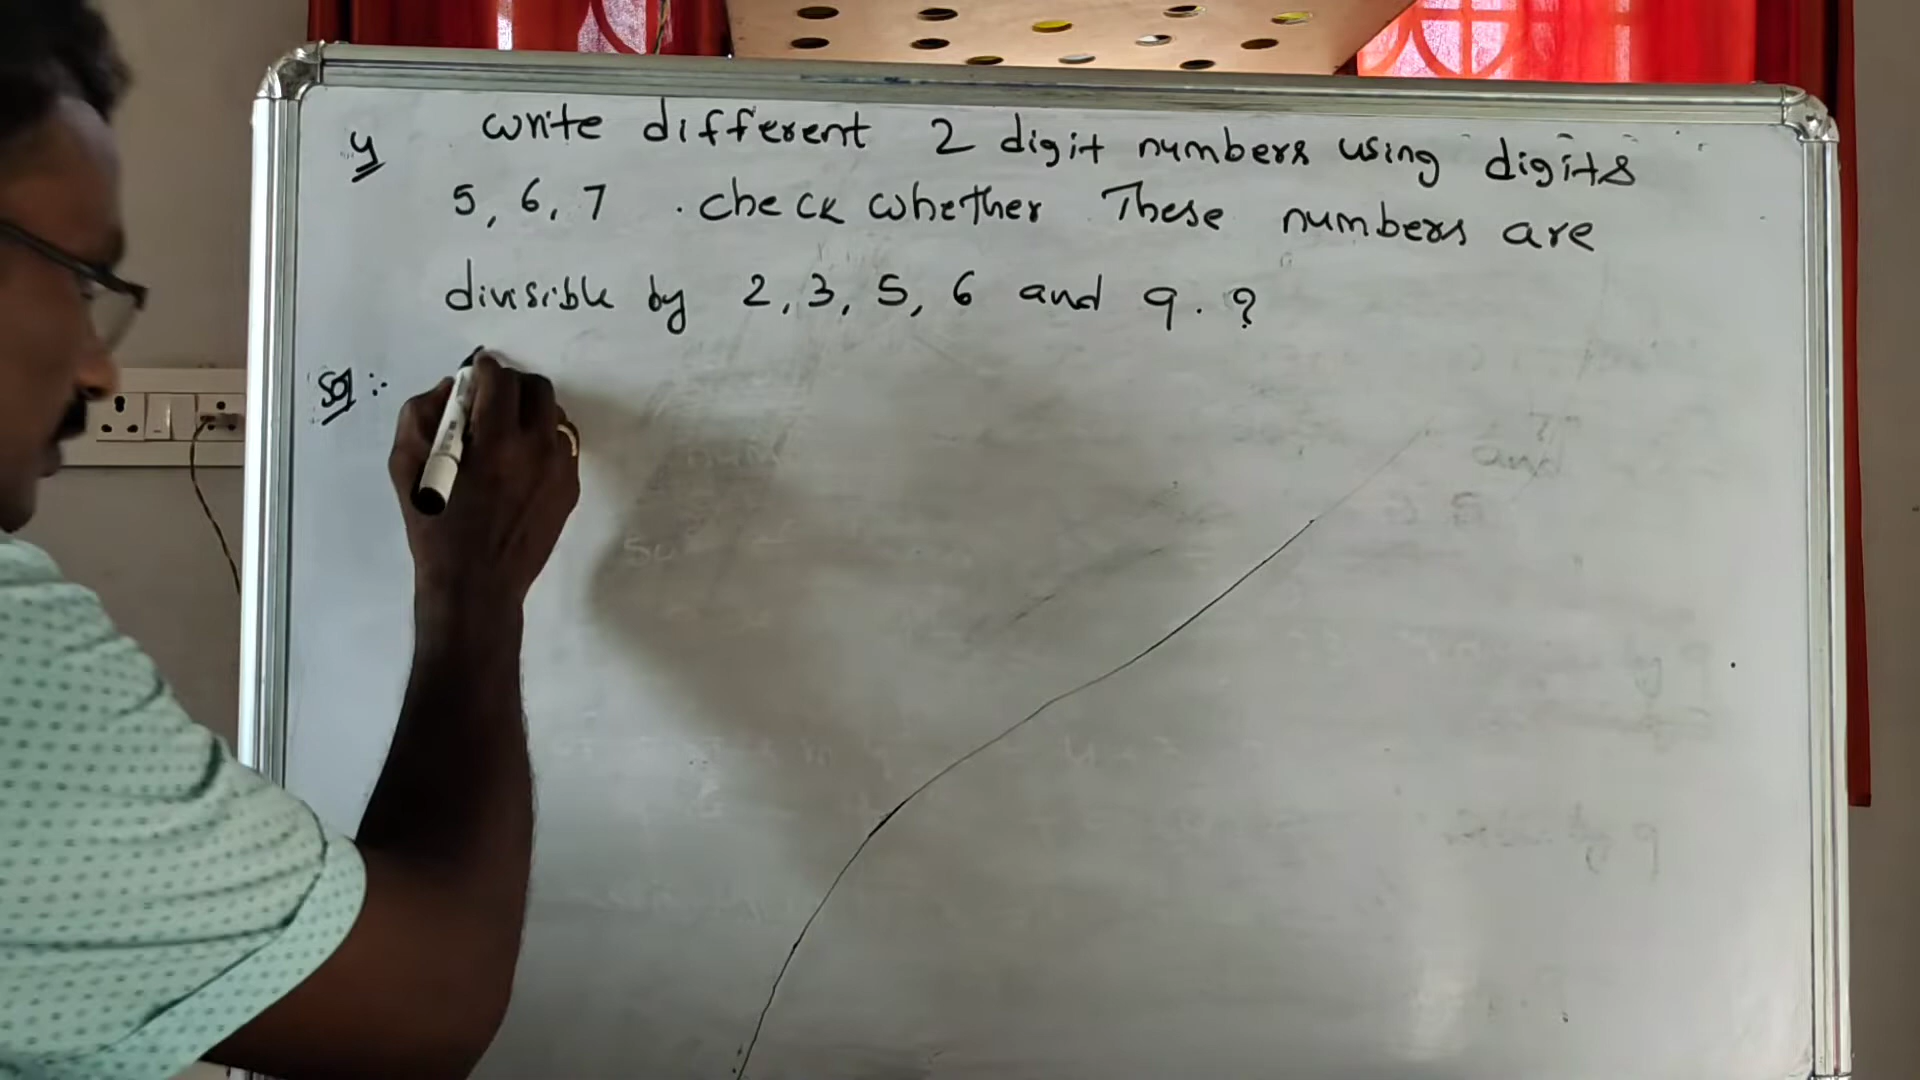 4 write different 2 digit numbers using digits
5, 6, 7 . check whether These numbers are
divisible by 2, 3, 5, 6 and 9. ?
Sol :-